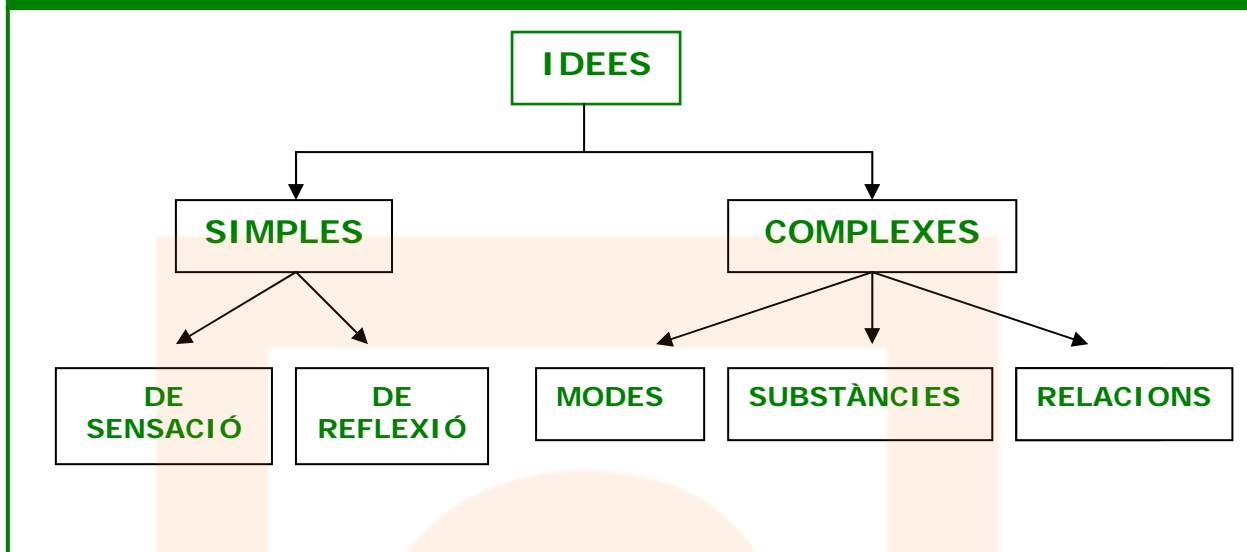 IDEES
SIMPLES
COMPLEXES
DE
SENSACIÓ
DE
REFLEXIÓ
MODES
SUBSTÀNCIES
RELACIONS